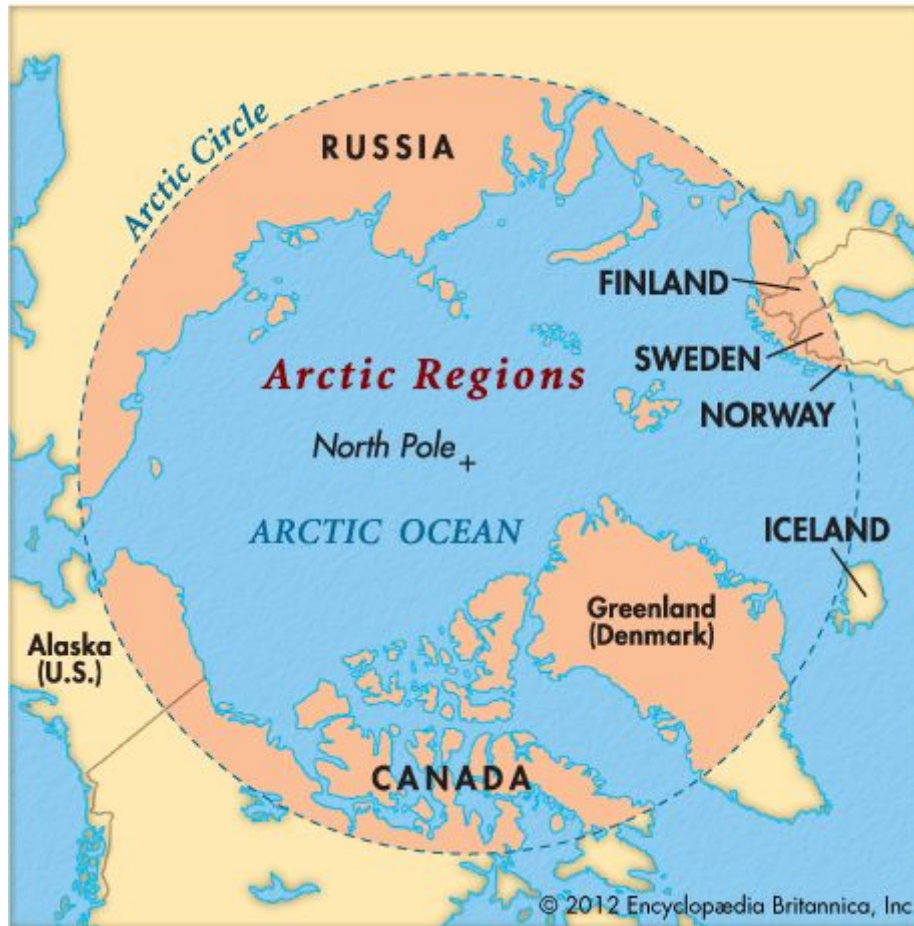 Arctic Circle
RUSSIA
FINLAND
SWEDEN
NORWAY
Arctic Regions
North Pole
ARCTIC OCEAN
ICELAND
Greenland
(Denmark)
Alaska
(U.S.)
CANADA
© 2012 Encyclopædia Britannica, Inc